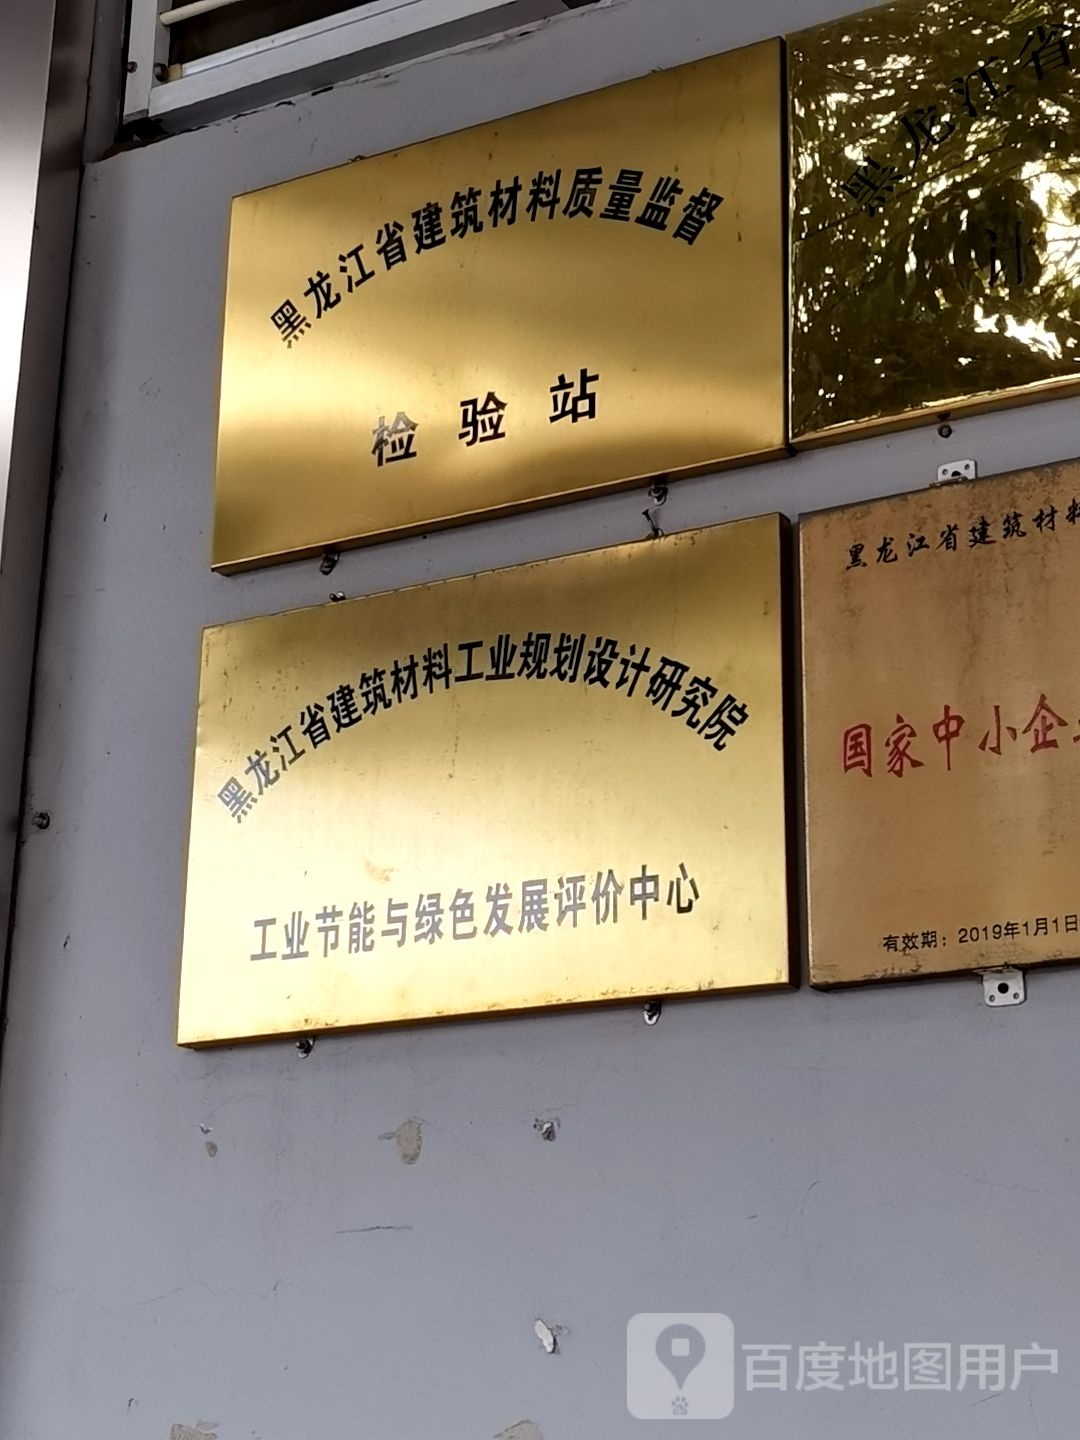 黑龙江省建筑材料质量监督
检验站
黑龙江省
计
黑龙江省建筑材料工业规划设计研究院
工业节能与绿色发展评价中心
黑龙江省建筑材料
国家中小企
有效期：2019年1月1日
百度地图用户